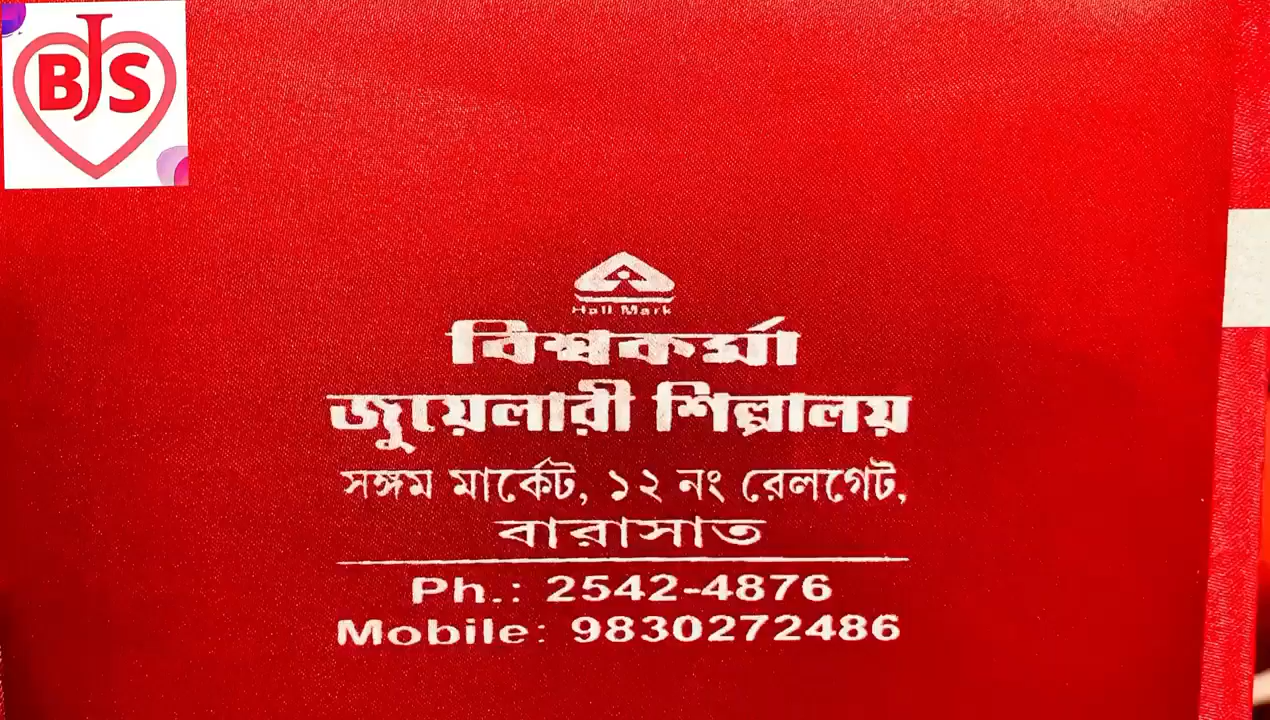 BJS
Hall Mark
বিশ্বকর্মা
জুয়েলারী শিল্পালয়
সঙ্গম মার্কেট, ১২ নং রেলগেট,
বারাসাত
Ph.: 2542-4876
Mobile: 9830272486